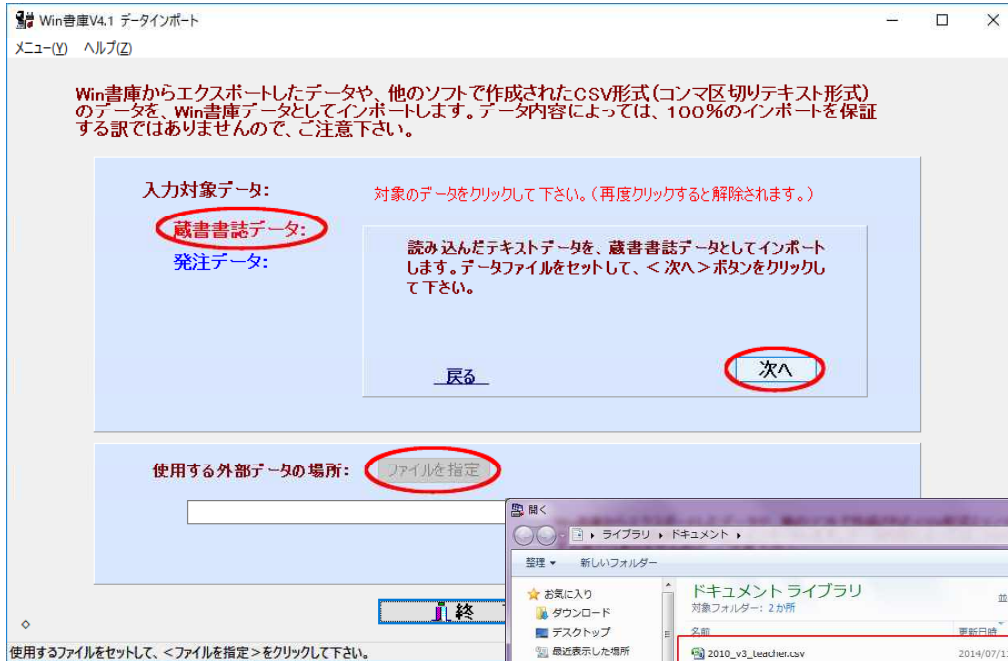 Win書庫V4.1 データインポート
メニュー(Y) ヘルプ(Z)
Win書庫からエクスポートしたデータや、他のソフトで作成されたCSV形式(コンマ区切りテキスト形式)
のデータを、Win書庫データとしてインポートします。データ内容によっては、100%のインポートを保証
する訳ではありませんので、ご注意下さい。
入力対象データ:
対象のデータをクリックして下さい。(再度クリックすると解除されます。)
蔵書書誌データ:
発注データ:
読み込んだテキストデータを、蔵書書誌データとしてインポート
します。データファイルをセットして、<次へ>ボタンをクリックし
て下さい。
戻る
次へ
使用する外部データの場所:
ファイルを指定
開く
ライブラリ ▸ ドキュメント ▸
整理 ▾ 新しいフォルダー
お気に入り
ダウンロード
デスクトップ
最近表示した場所
ドキュメント ライブラリ
対象フォルダー: 2か所
名前
更新日時
2010_v3_teacher.csv
終
使用するファイルをセットして、<ファイルを指定>をクリックして下さい。